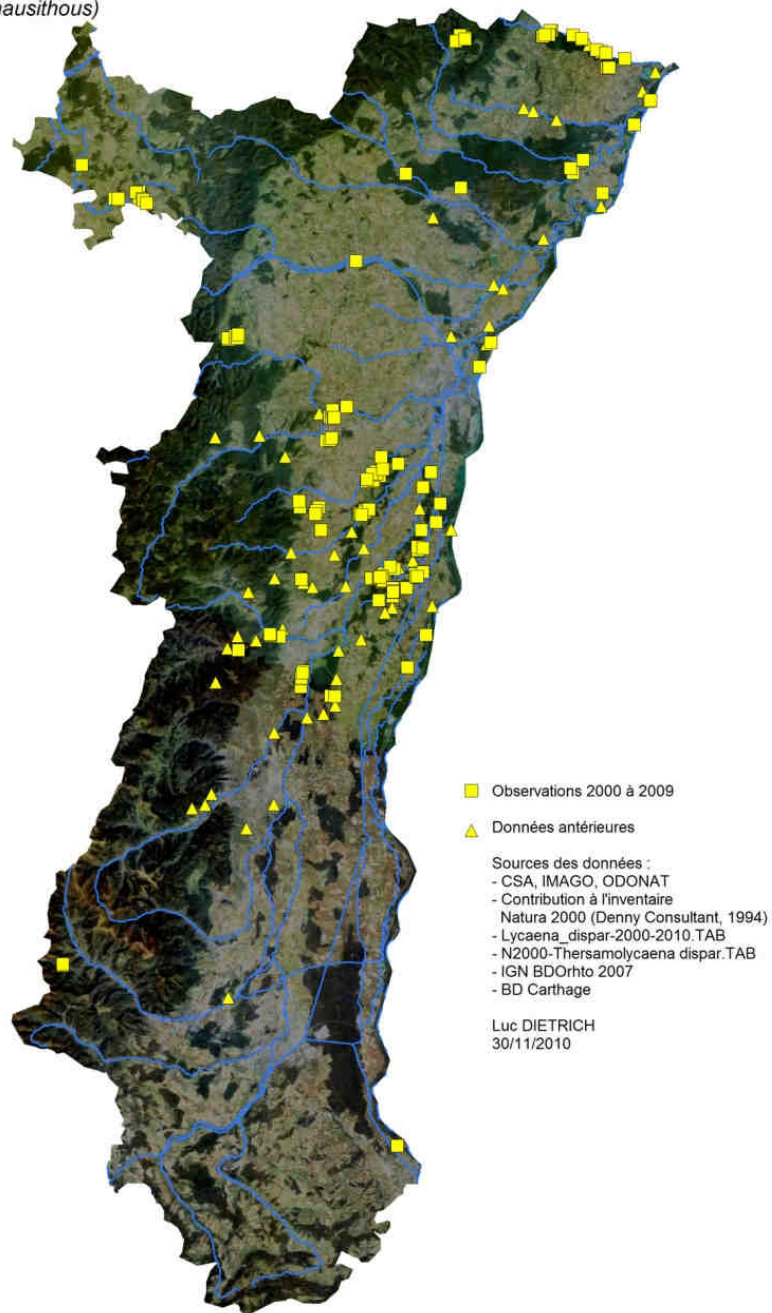 nausithous)
Observations 2000 à 2009
Données antérieures
Sources des données :
- CSA, IMAGO, ODONAT
- Contribution à l'inventaire
Natura 2000 (Denny Consultant, 1994)
- Lycaena_dispar-2000-2010.TAB
- N2000-Thersamolycaena dispar.TAB
- IGN BDOrhto 2007
- BD Carthage
Luc DIETRICH
30/11/2010